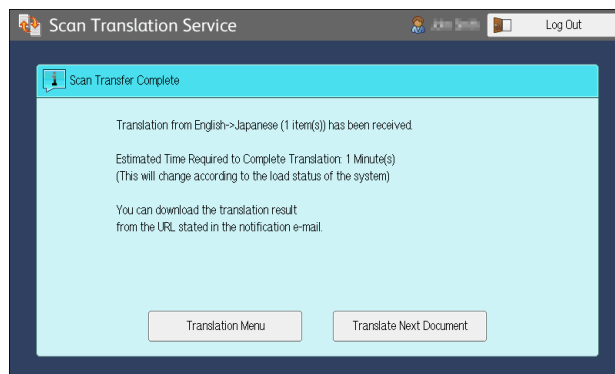 Scan Translation Service
Log Out
Scan Transfer Complete
Translation from English->Japanese (1 item(s)) has been received.
Estimated Time Required to Complete Translation: 1 Minute(s)
(This will change according to the load status of the system)
You can download the translation result
from the URL stated in the notification e-mail.
Translation Menu
Translate Next Document